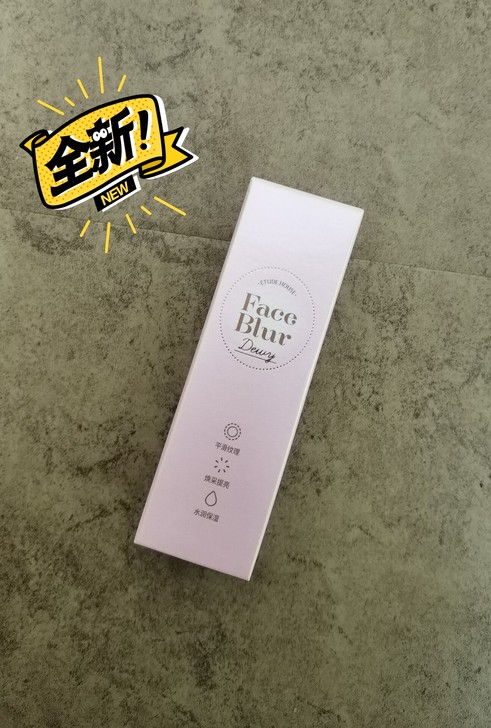 全新!
NEW
·ETUDE HOUSE·
Face
Blur
Dewy
平滑纹理
焕采提亮
水润保湿